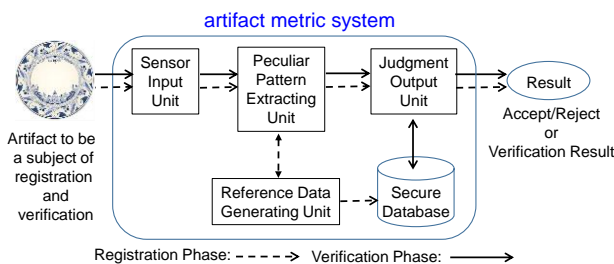 artifact metric system
Sensor
Input
Unit
Peculiar
Pattern
Extracting
Unit
Judgment
Output
Unit
Result
Accept/Reject
or
Verification Result
Artifact to be
a subject of
registration
and
verification
Reference Data
Generating Unit
Secure
Database
Registration Phase:
Verification Phase: